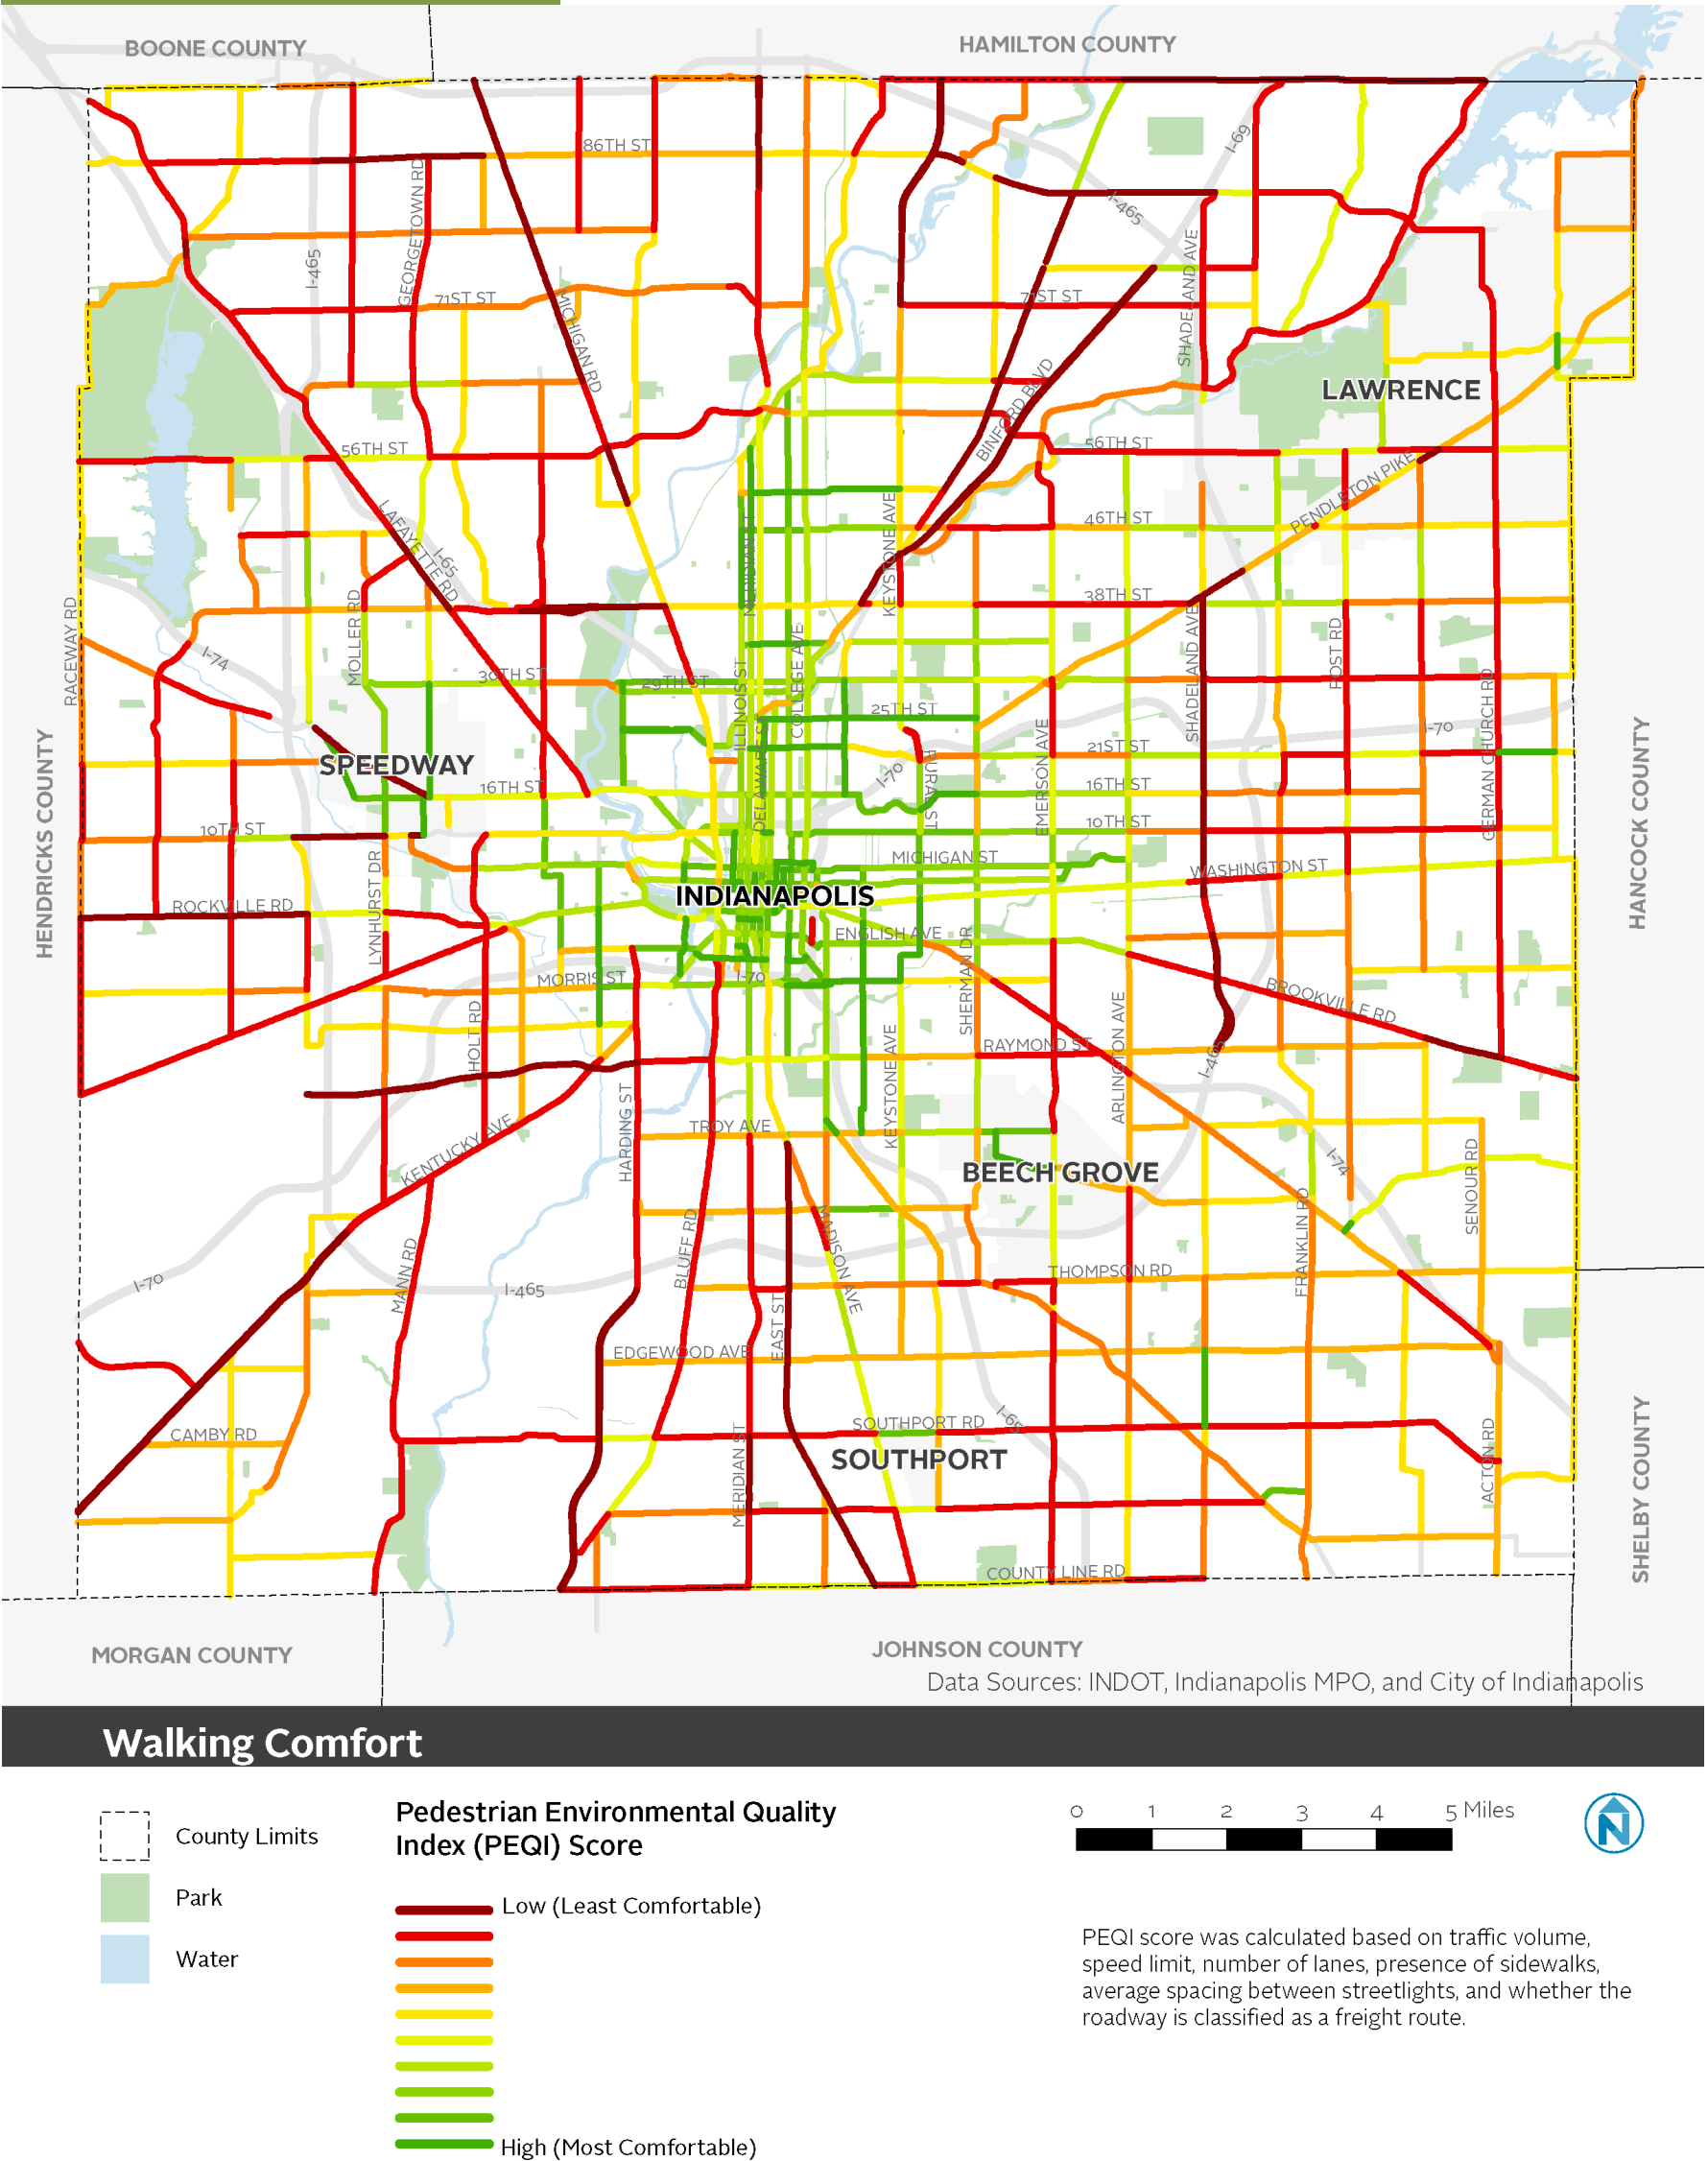 BOONE COUNTY
HAMILTON COUNTY
I-69
86TH ST
GEORGETOWN RD
I-465
I-465
SHADELAND AVE
71ST ST
71ST ST
MICHIGAN RD
BINFORD BLVD
LAWRENCE
56TH ST
56TH ST
PENDLETON PIKE
LAFAYETTE RD
I-65
MERIDIAN ST
KEYSTONE AVE
46TH ST
38TH ST
RACEWAY RD
MOLLER RD
I-74
30TH ST
29TH ST
ILLINOIS ST
COLLEGE AVE
25TH ST
SHADELAND AVE
POST RD
GERMAN CHURCH RD
I-70
HENDRICKS COUNTY
HANCOCK COUNTY
SPEEDWAY
DELAWARE ST
I-70
RURAL ST
EMERSON AVE
21ST ST
16TH ST
16TH ST
10TH ST
10TH ST
LYNHURST DR
MICHIGAN ST
WASHINGTON ST
INDIANAPOLIS
ROCKVILLE RD
ENGLISH AVE
SHERMAN DR
MORRIS ST
I-70
BROOKVILLE RD
HOLT RD
KEYSTONE AVE
RAYMOND ST
ARLINGTON AVE
I-465
HARDING ST
TROY AVE
KENTUCKY AVE
BEECH GROVE
I-74
SENOUR RD
FRANKLIN RD
BLUFF RD
MADISON AVE
MANN RD
I-70
I-465
THOMPSON RD
EAST ST
EDGEWOOD AVE
I-65
CAMBY RD
SOUTHPORT RD
SOUTHPORT
MERIDIAN ST
ACTON RD
SHELBY COUNTY
COUNTY LINE RD
MORGAN COUNTY
JOHNSON COUNTY
Data Sources: INDOT, Indianapolis MPO, and City of Indianapolis
Walking Comfort
County Limits
Park
Water
Pedestrian Environmental Quality
Index (PEQI) Score
Low (Least Comfortable)
High (Most Comfortable)
0 1 2 3 4 5 Miles
N
PEQI score was calculated based on traffic volume,
speed limit, number of lanes, presence of sidewalks,
average spacing between streetlights, and whether the
roadway is classified as a freight route.